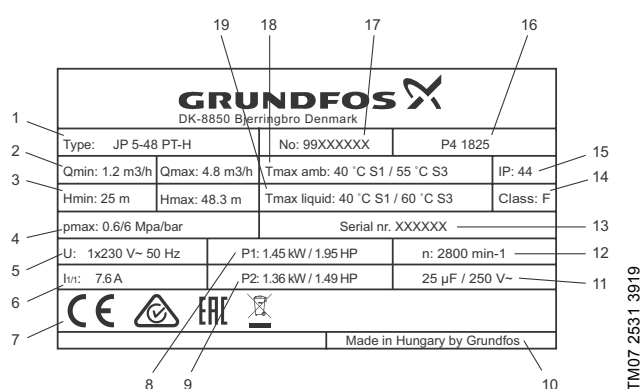 19 18 17 16
GRUNDFOS
DK-8850 Bjerringbro Denmark
1 Type: JP 5-48 PT-H No: 99XXXXXX P4 1825
2 Qmin: 1.2 m3/h Qmax: 4.8 m3/h Tmax amb: 40 ˚C S1 / 55 ˚C S3 IP: 44 15
3 Hmin: 25 m Hmax: 48.3 m Tmax liquid: 40 ˚C S1 / 60 ˚C S3 Class: F 14
4 pmax: 0.6/6 Mpa/bar Serial nr. XXXXXX 13
5 U: 1x230 V~ 50 Hz P1: 1.45 kW / 1.95 HP n: 2800 min-1 12
6 I1/1: 7.6 A P2: 1.36 kW / 1.49 HP 25 µF / 250 V~ 11
7 CE EAC
Made in Hungary by Grundfos
8 9 10
TM07 2531 3919